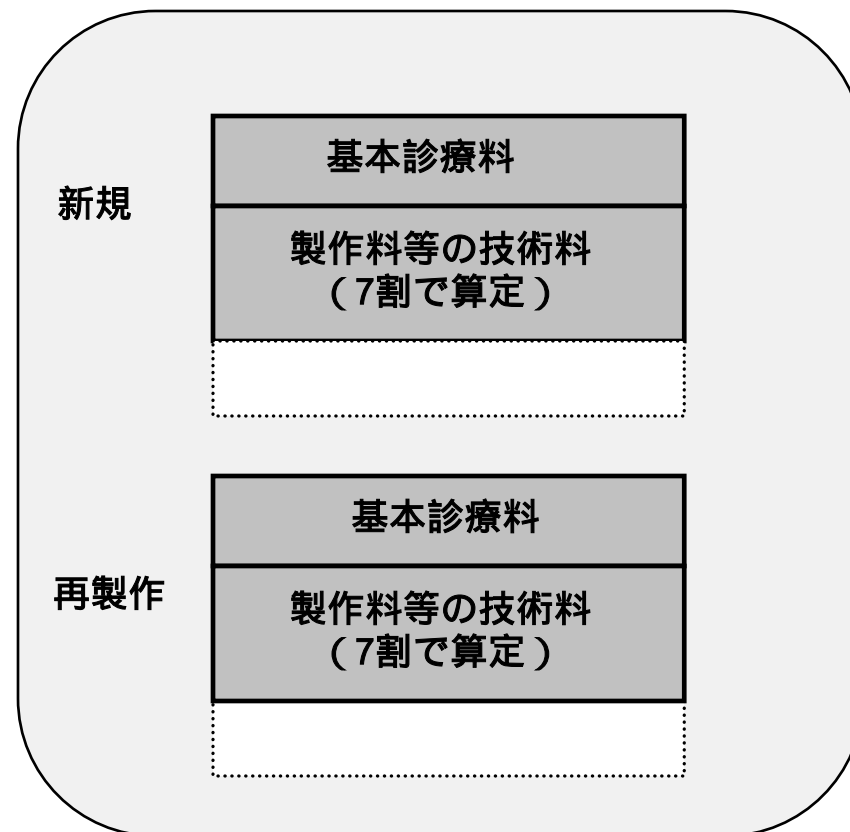 新規
基本診療料
製作料等の技術料
（7割で算定）
再製作
基本診療料
製作料等の技術料
（7割で算定）